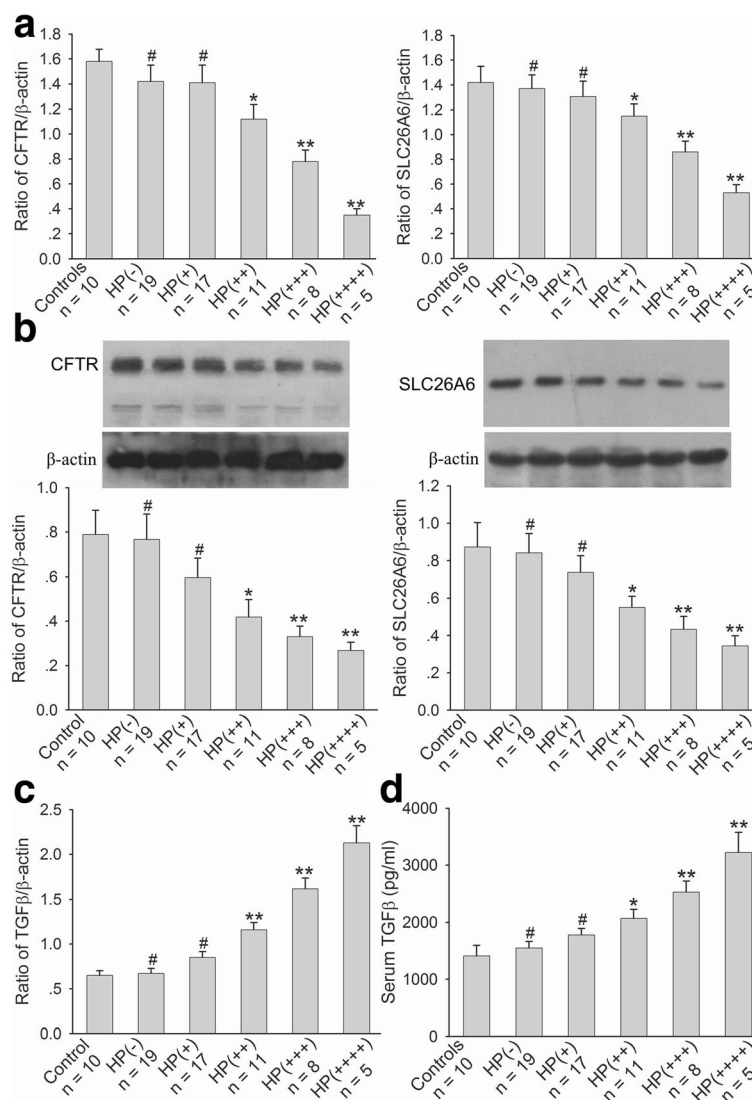 a
Ratio of CFTR/β-actin
1.8
1.6
1.4
1.2
1.0
.8
.6
.4
.2
0.0
# # * ** **
Controls n = 10
HP(-) n = 19
HP(+) n = 17
HP(++) n = 11
HP(+++) n = 8
HP(++++) n = 5
Ratio of SLC26A6/β-actin
1.8
1.6
1.4
1.2
1.0
.8
.6
.4
.2
0.0
# # * ** **
Controls n = 10
HP(-) n = 19
HP(+) n = 17
HP(++) n = 11
HP(+++) n = 8
HP(++++) n = 5
b
CFTR
β-actin
SLC26A6
β-actin
Ratio of CFTR/β-actin
1.0
.8
.6
.4
.2
0.0
# # * ** **
Control n = 10
HP(-) n = 19
HP(+) n = 17
HP(++) n = 11
HP(+++) n = 8
HP(++++) n = 5
Ratio of SLC26A6/β-actin
1.2
1.0
.8
.6
.4
.2
0.0
# # * ** **
Control n = 10
HP(-) n = 19
HP(+) n = 17
HP(++) n = 11
HP(+++) n = 8
HP(++++) n = 5
c
Ratio of TGFβ/β-actin
2.5
2.0
1.5
1.0
0.5
.0
# # ** ** **
Control n = 10
HP(-) n = 19
HP(+) n = 17
HP(++) n = 11
HP(+++) n = 8
HP(++++) n = 5
d
Serum TGFβ (pg/ml)
4000
3000
2000
1000
0
# # * ** **
Control n = 10
HP(-) n = 19
HP(+) n = 17
HP(++) n = 11
HP(+++) n = 8
HP(++++) n = 5